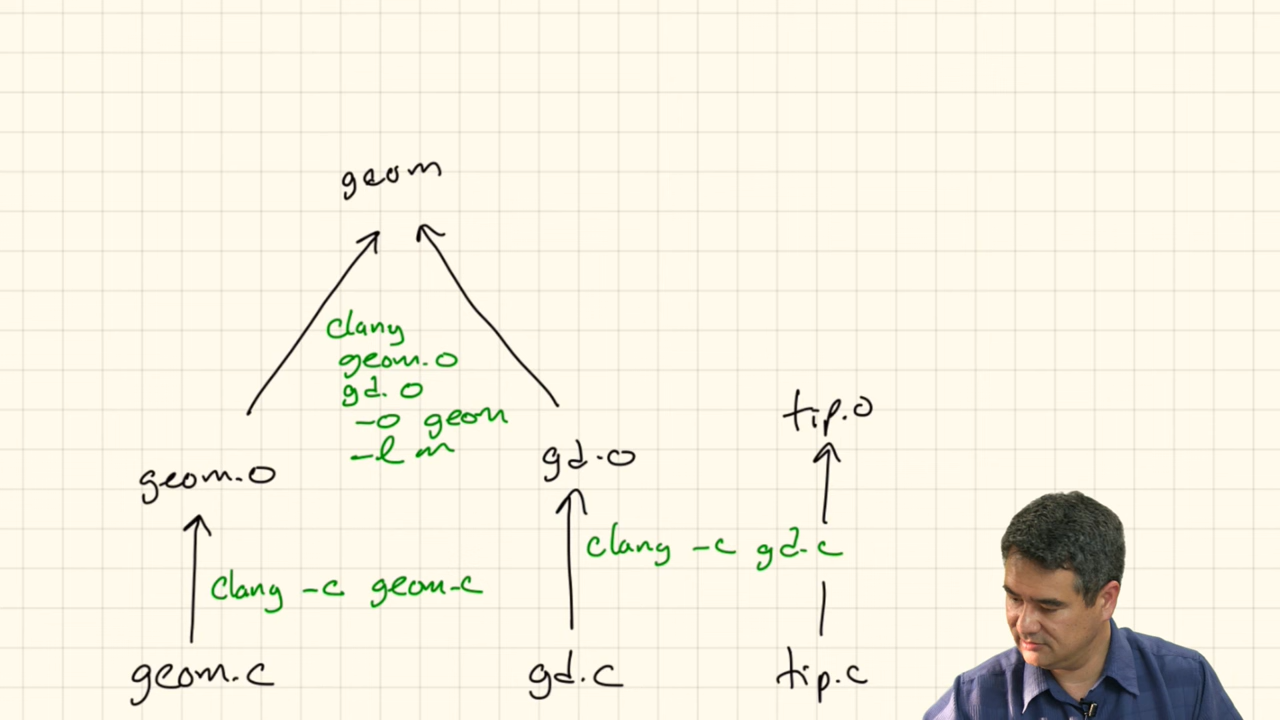 geom
clang
geom.o
gd.o
-o geom
-lm
geom.o
gd.o
tip.o
clang -c geom.c
clang -c gd.c
geom.c
gd.c
tip.c